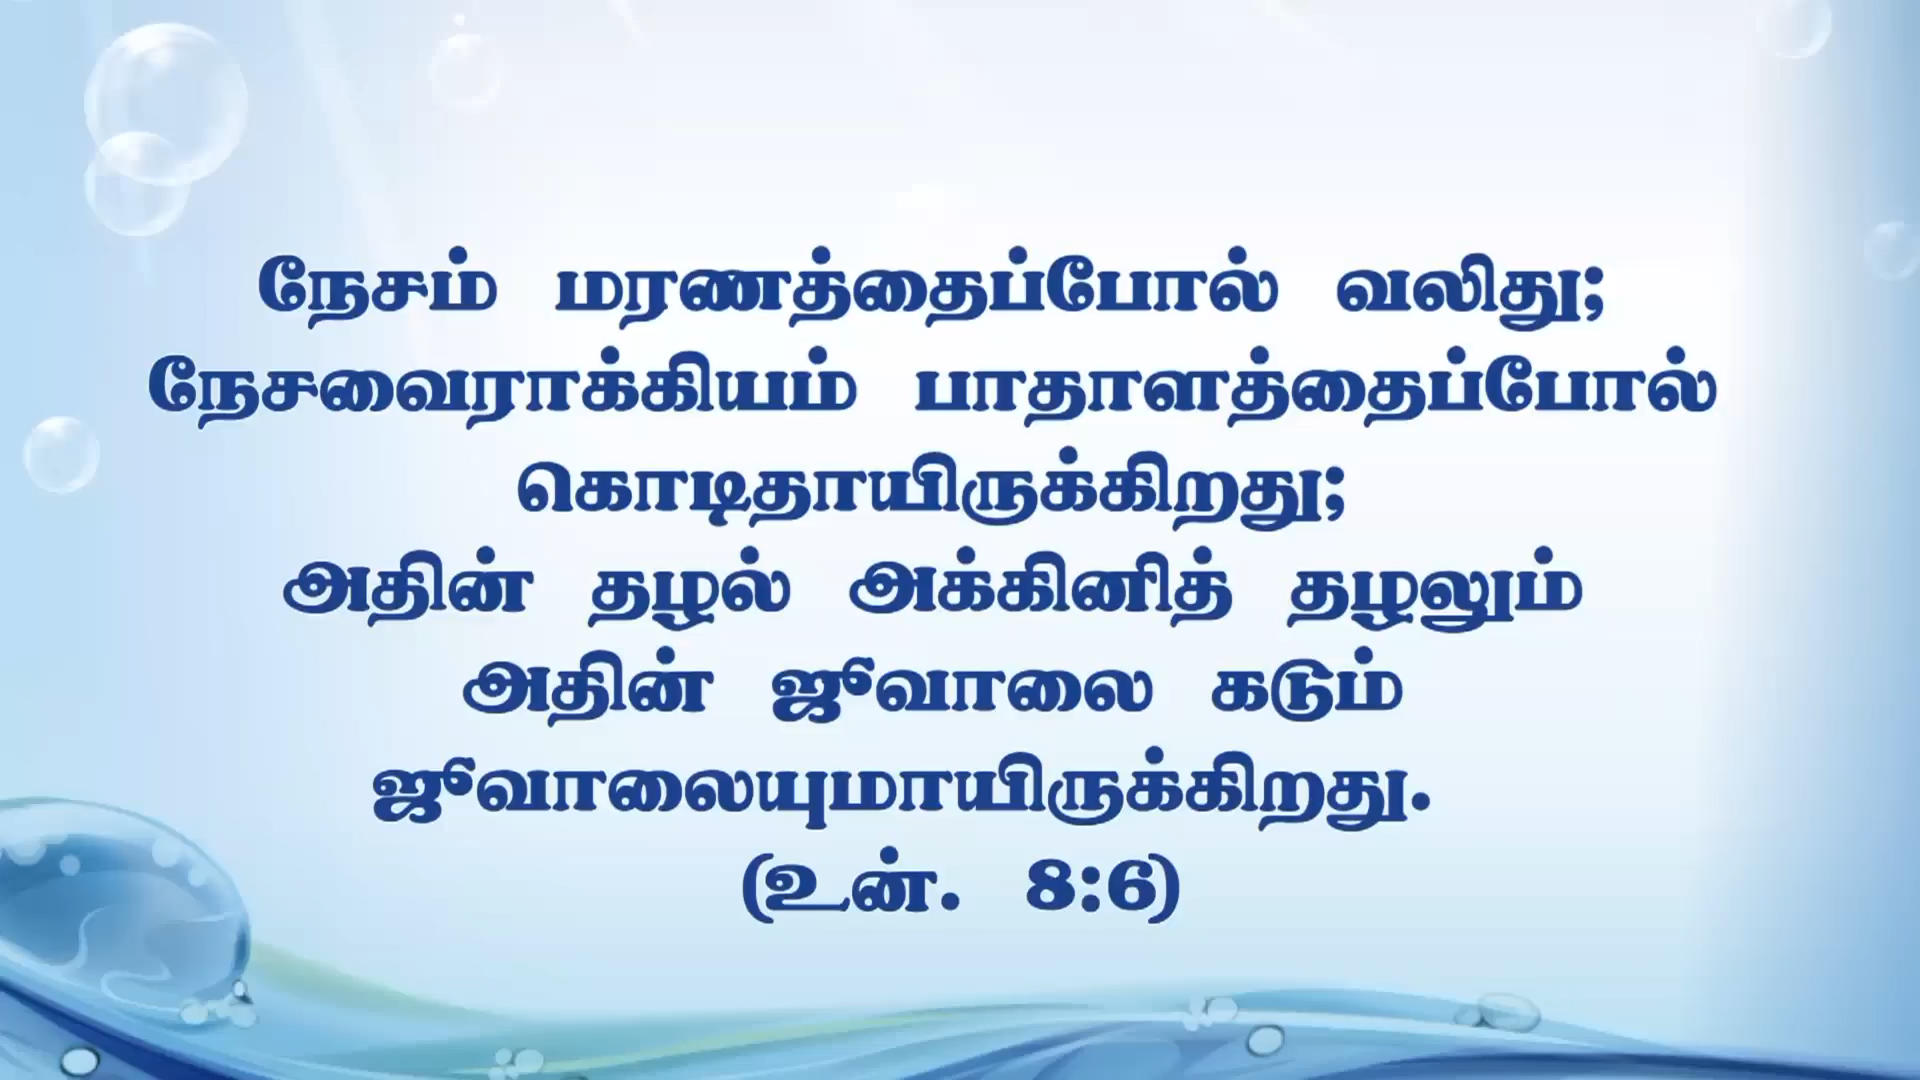 நேசம் மரணத்தைப்போல் வலிது;
நேசவைராக்கியம் பாதாளத்தைப்போல்
கொடிதாயிருக்கிறது;
அதின் தழல் அக்கினித் தழலும்
அதின் ஜூவாலை கடும்
ஜூவாலையுமாயிருக்கிறது.
(உன். 8:6)